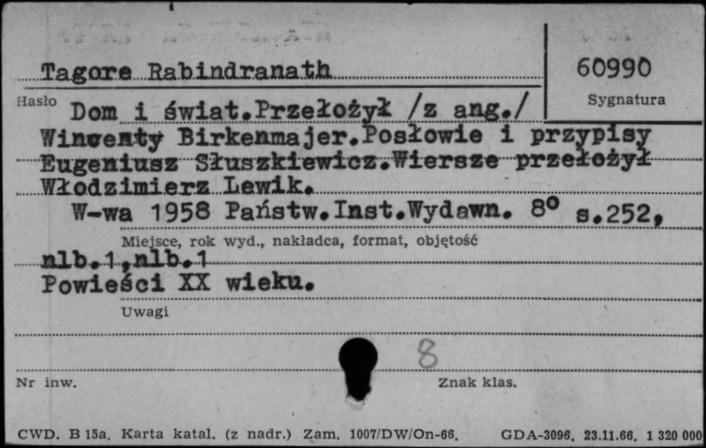 Tagore Rabindranath
60990
Hasło
Sygnatura
Dom i świat.Przełożył /z ang./
Wincenty Birkenmajer.Posłowie i przypisy
Eugeniusz Słuszkiewicz.Wiersze przełożył
Włodzimierz Lewik.
W-wa 1958 Państw.Inst.Wydawn. 8° s.252,
Miejsce, rok wyd., nakładca, format, objętość
nlb.1,nlb.1
Powieści XX wieku.
Uwagi
8
Nr inw.
Znak klas.
CWD. B 15a. Karta katal. (z nadr.) Zam. 1007/DW/On-66. GDA-3096. 23.11.66. 1 320 000